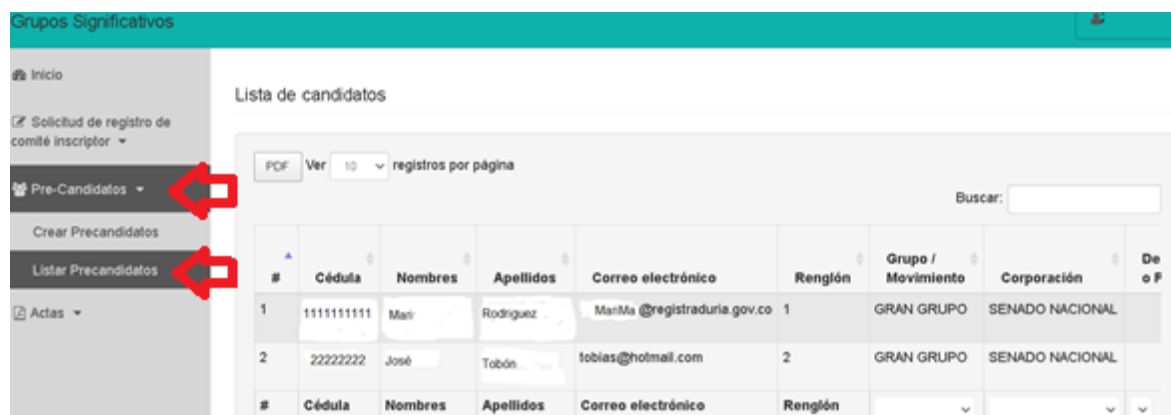 Grupos Significativos
Inicio
Solicitud de registro de
comité inscriptor
Pre-Candidatos
Crear Precandidatos
Listar Precandidatos
Actas
Lista de candidatos
PDF Ver 10 registros por página
Buscar:
# Cédula Nombres Apellidos Correo electrónico Renglón Grupo / Movimiento Corporación De o P
1 1111111111 Mari Rodriguez MariMa @registraduria.gov.co 1 GRAN GRUPO SENADO NACIONAL
2 22222222 José Tobón tobias@hotmail.com 2 GRAN GRUPO SENADO NACIONAL
# Cédula Nombres Apellidos Correo electrónico Renglón